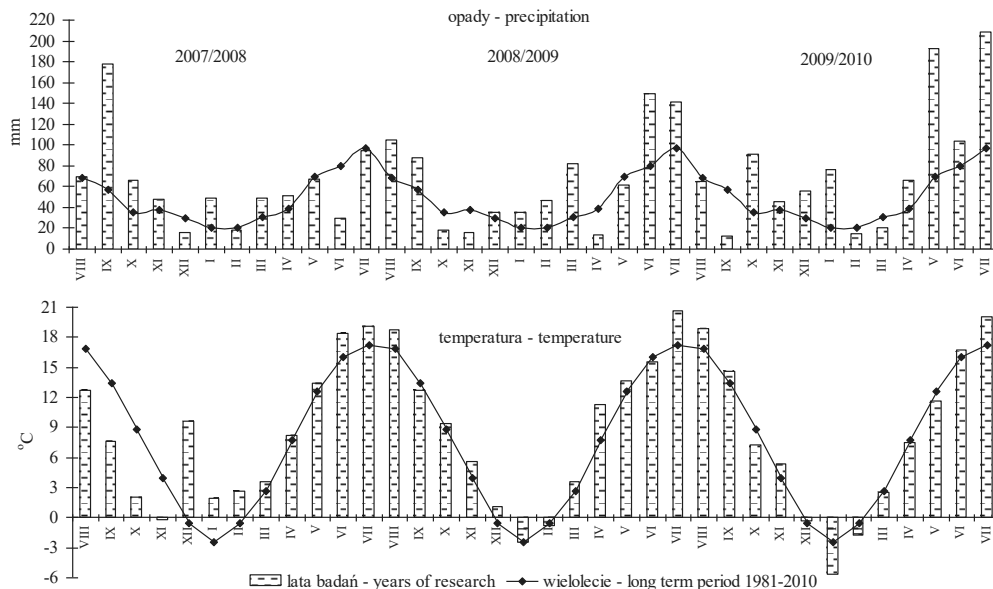 opady - precipitation
220
200
180
160
140
120
100
80
60
40
20
0
mm
2007/2008 2008/2009 2009/2010
VIII IX X XI XII I II III IV V VI VII VIII IX X XI XII I II III IV V VI VII VIII IX X XI XII I II III IV V VI VII
temperatura - temperature
21
18
15
12
9
6
3
0
-3
-6
°C
VIII IX X XI XII I II III IV V VI VII VIII IX X XI XII I II III IV V VI VII VIII IX X XI XII I II III IV V VI VII
lata badań - years of research wielolecie - long term period 1981-2010